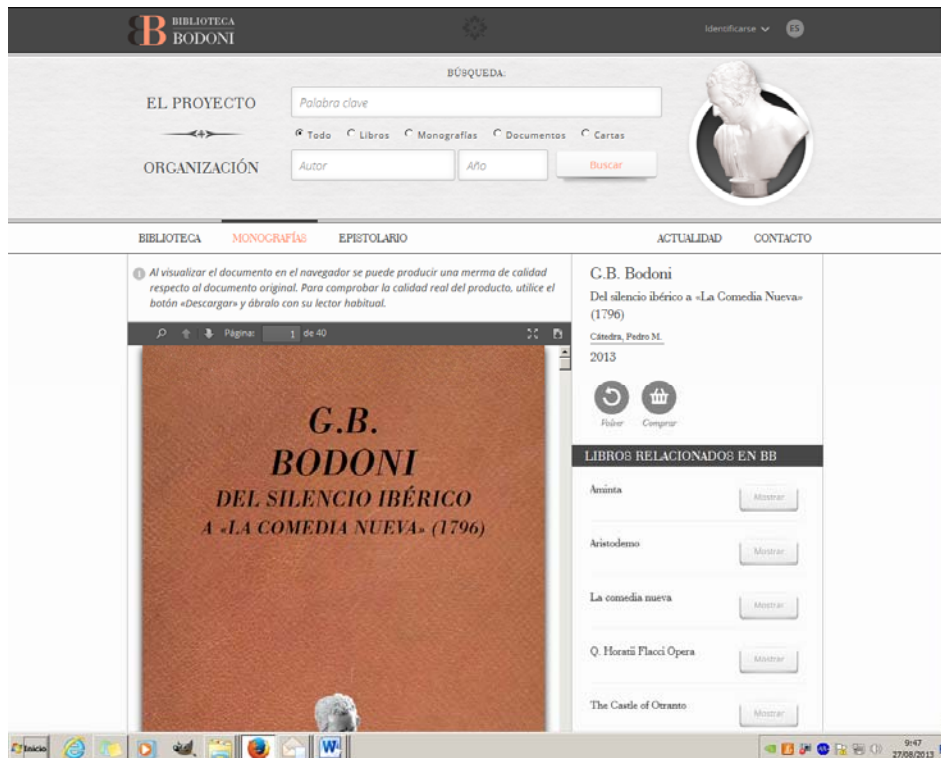 BIBLIOTECA
BODONI
Identificarse
ES
BÚSQUEDA:
EL PROYECTO
Palabra clave
Todo Libros Monografías Documentos Cartas
ORGANIZACIÓN
Autor
Año
Buscar
BIBLIOTECA MONOGRAFÍAS EPISTOLARIO ACTUALIDAD CONTACTO
Al visualizar el documento en el navegador se puede producir una merma de calidad
respecto al documento original. Para comprobar la calidad real del producto, utilice el
botón «Descargar» y ábralo con su lector habitual.
Página: 1 de 40
G.B.
BODONI
DEL SILENCIO IBÉRICO
A «LA COMEDIA NUEVA» (1796)
G.B. Bodoni
Del silencio ibérico a «La Comedia Nueva»
(1796)
Cátedra, Pedro M.
2013
Volver Comprar
LIBROS RELACIONADOS EN BB
Aminta Mostrar
Aristodemo Mostrar
La comedia nueva Mostrar
Q. Horatii Flacci Opera Mostrar
The Castle of Otranto Mostrar
Inicio
9:47
27/08/2013